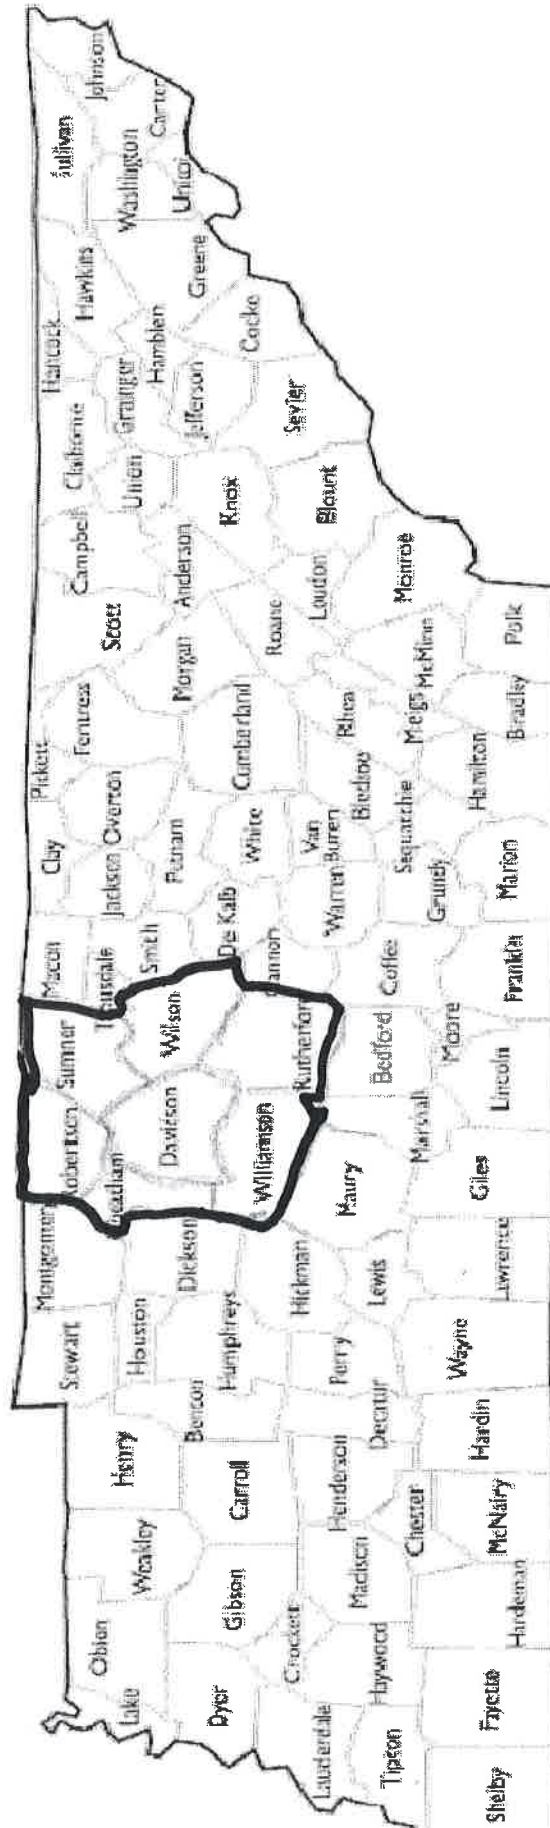 Lake
Obion
Weakley
Henry
Stewart
Montgomery
Robertson
Sumner
Macon
Clay
Pickett
Fentress
Scott
Campbell
Claiborne
Hancock
Hawkins
Sullivan
Johnson
Carter
Washington
Unicoi
Greene
Hamblen
Grainger
Union
Anderson
Morgan
Overton
Jackson
Putnam
Smith
Trousdale
Wilson
Davidson
Cheatham
Dickson
Houston
Humphreys
Benton
Carroll
Gibson
Dyer
Lauderdale
Crockett
Haywood
Madison
Henderson
Decatur
Perry
Hickman
Lewis
Maury
Williamson
Rutherford
Cannon
De Kalb
White
Van
Buren
Warren
Cumberland
Bledsoe
Rhea
Roane
Loudon
Knox
Blount
Sevier
Jefferson
Cocke
Monroe
McMinn
Meigs
Polk
Bradley
Hamilton
Sequatchie
Grundy
Marion
Franklin
Coffee
Moore
Bedford
Lincoln
Marshall
Giles
Lawrence
Wayne
Hardin
Chester
McNairy
Hardeman
Fayette
Tipton
Shelby